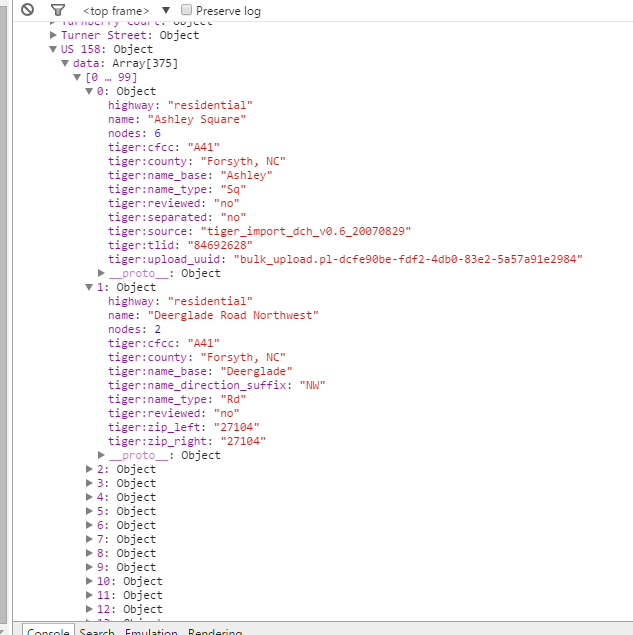 <top frame> ▼ Preserve log
Turnberry Court: Object
Turner Street: Object
US 158: Object
data: Array[375]
[0 … 99]
0: Object
highway: "residential"
name: "Ashley Square"
nodes: 6
tiger:cfcc: "A41"
tiger:county: "Forsyth, NC"
tiger:name_base: "Ashley"
tiger:name_type: "Sq"
tiger:reviewed: "no"
tiger:separated: "no"
tiger:source: "tiger_import_dch_v0.6_20070829"
tiger:tlid: "84692628"
tiger:upload_uuid: "bulk_upload.pl-dcfe90be-fdf2-4db0-83e2-5a57a91e2984"
__proto__: Object
1: Object
highway: "residential"
name: "Deerglade Road Northwest"
nodes: 2
tiger:cfcc: "A41"
tiger:county: "Forsyth, NC"
tiger:name_base: "Deerglade"
tiger:name_direction_suffix: "NW"
tiger:name_type: "Rd"
tiger:reviewed: "no"
tiger:zip_left: "27104"
tiger:zip_right: "27104"
__proto__: Object
2: Object
3: Object
4: Object
5: Object
6: Object
7: Object
8: Object
9: Object
10: Object
11: Object
12: Object
Console Search Emulation Rendering